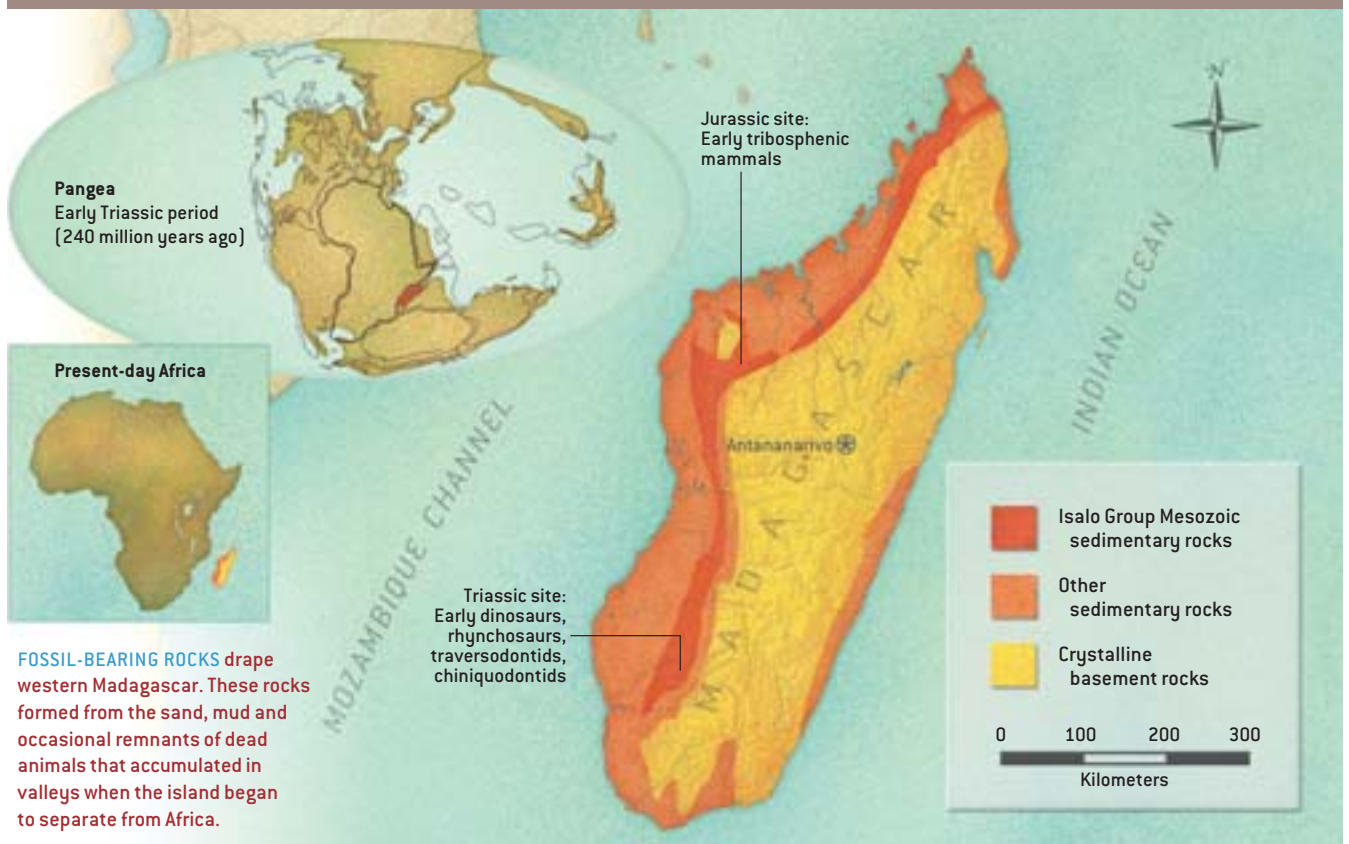 Pangea
Early Triassic period
(240 million years ago)
Present-day Africa
FOSSIL-BEARING ROCKS drape
western Madagascar. These rocks
formed from the sand, mud and
occasional remnants of dead
animals that accumulated in
valleys when the island began
to separate from Africa.
MOZAMBIQUE CHANNEL
Jurassic site:
Early tribosphenic
mammals
Triassic site:
Early dinosaurs,
rhynchosaurs,
traversodontids,
chiniquodontids
MADAGASCAR
Antananarivo
N
INDIAN OCEAN
Isalo Group Mesozoic
sedimentary rocks
Other
sedimentary rocks
Crystalline
basement rocks
0 100 200 300
Kilometers